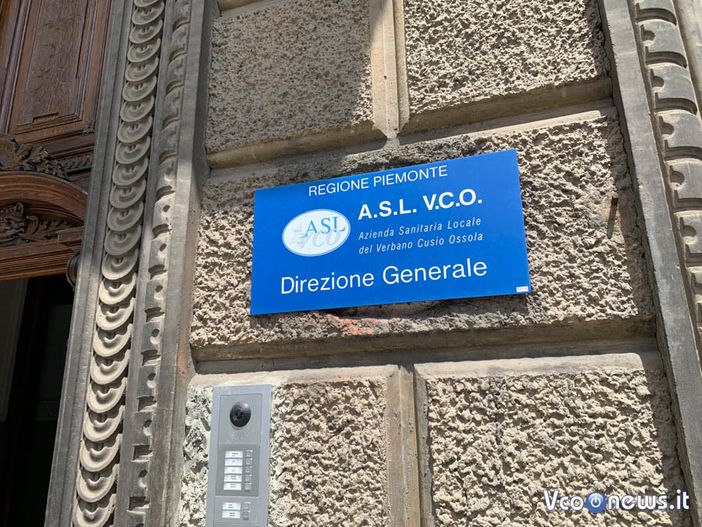 REGIONE PIEMONTE
ASL
VCO
A.S.L. V.C.O.
Azienda Sanitaria Locale
del Verbano Cusio Ossola
Direzione Generale
Vcoonews.it